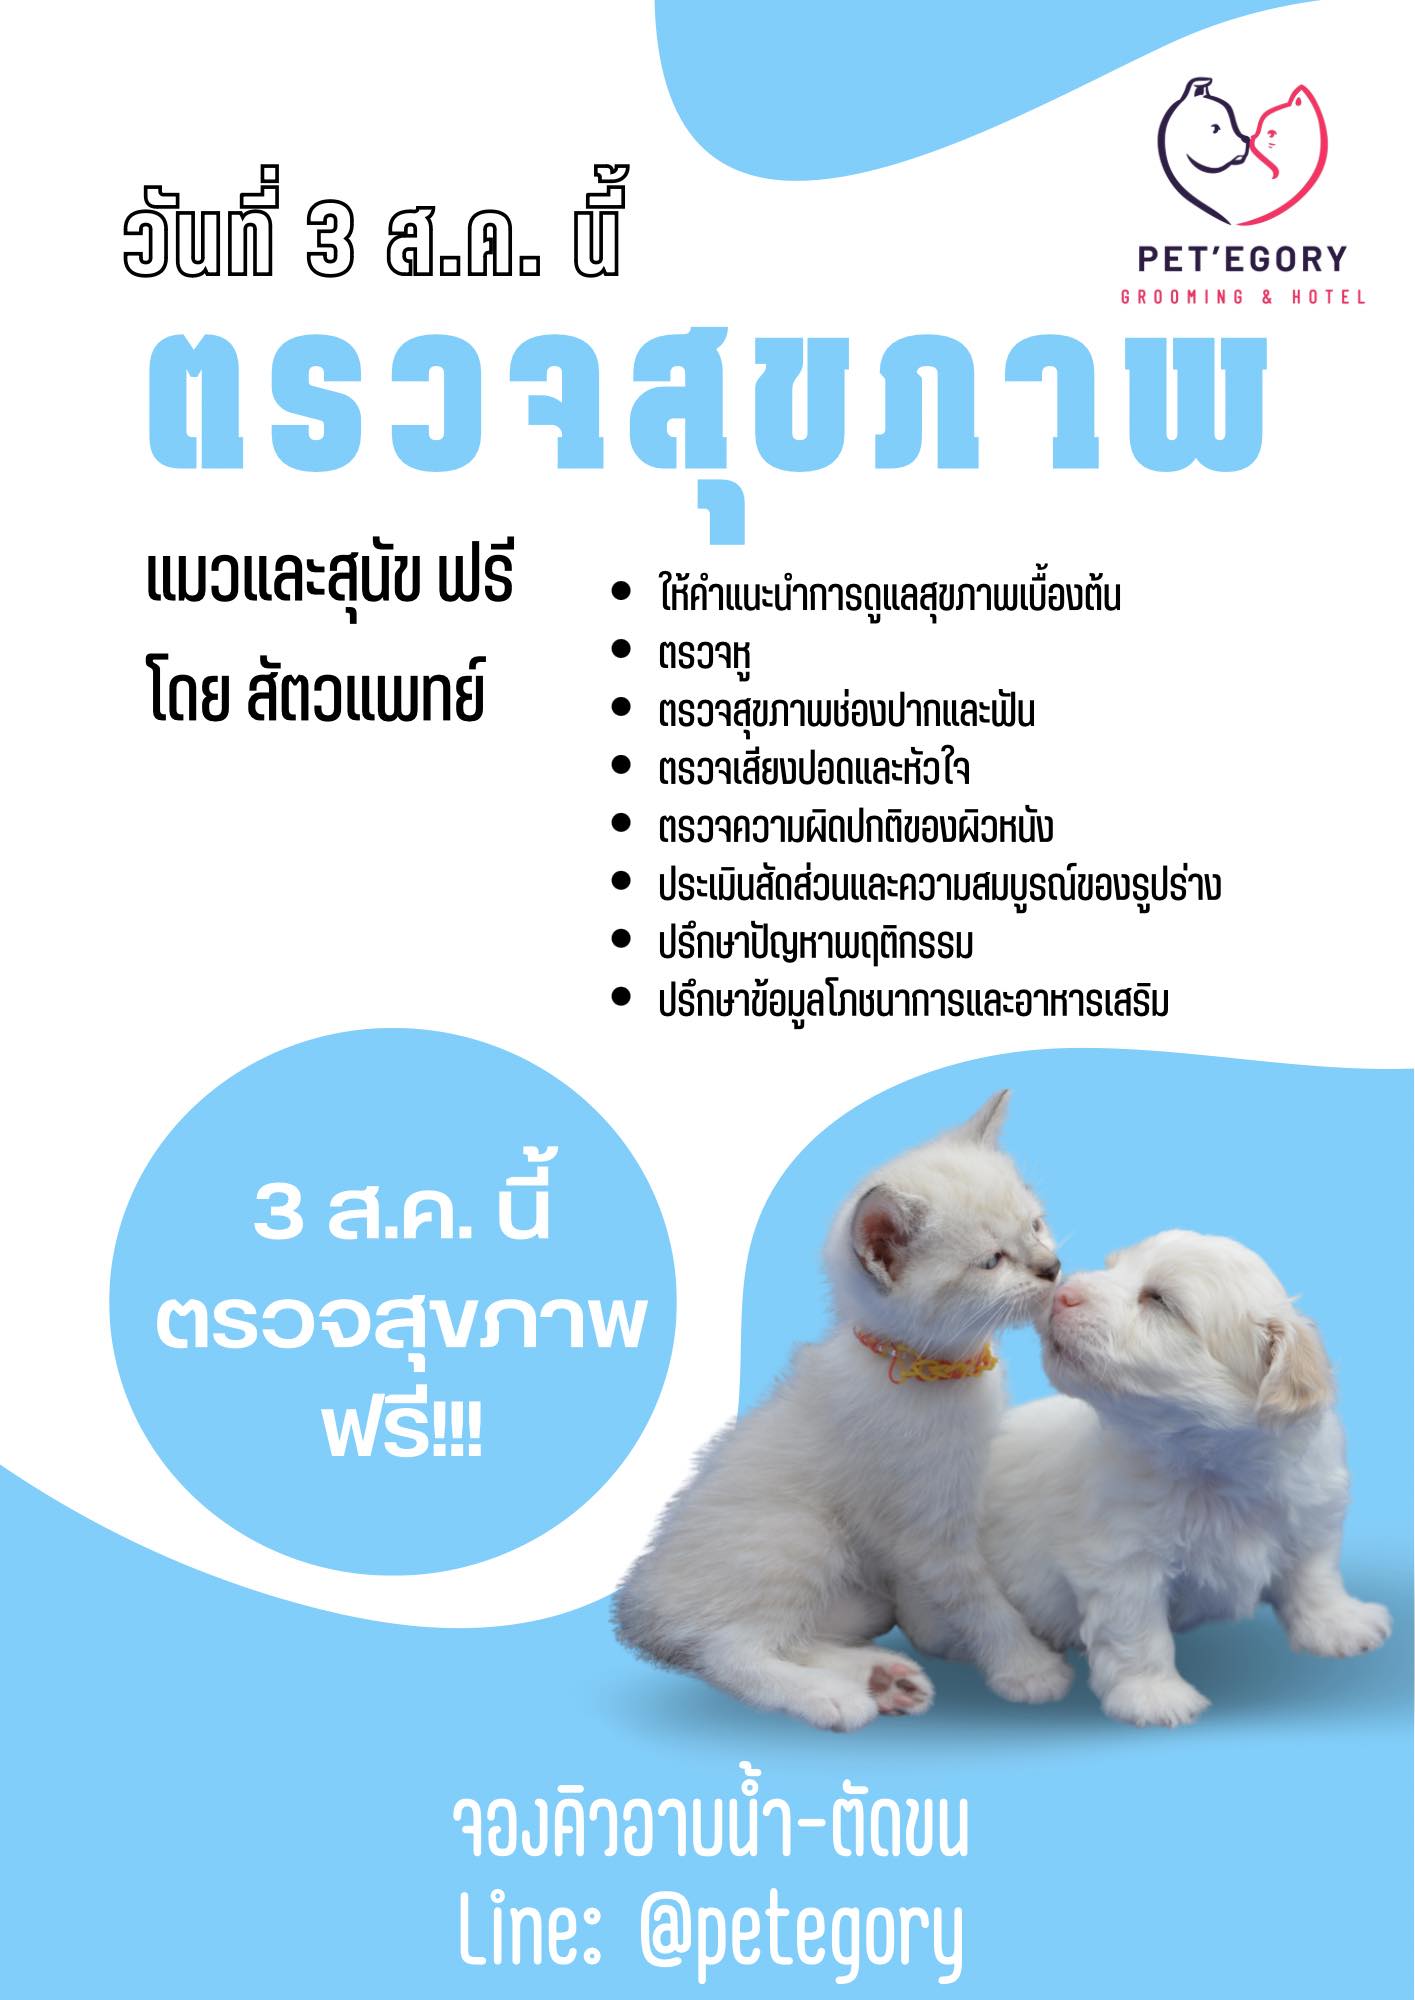 PET'EGORY
GROOMING & HOTEL
วันที่ 3 ส.ค. นี้
ตรวจสุขภาพ
แมวและสุนัข ฟรี
โดย สัตวแพทย์
• ให้คำแนะนำการดูแลสุขภาพเบื้องต้น
• ตรวจหู
• ตรวจสุขภาพช่องปากและฟัน
• ตรวจเสียงปอดและหัวใจ
• ตรวจความผิดปกติของผิวหนัง
• ประเมินสัดส่วนและความสมบูรณ์ของรูปร่าง
• ปรึกษาปัญหาพฤติกรรม
• ปรึกษาข้อมูลโภชนาการและอาหารเสริม
3 ส.ค. นี้
ตรวจสุขภาพ
ฟรี!!!
จองคิวอาบน้ำ-ตัดขน
Line: @petegory